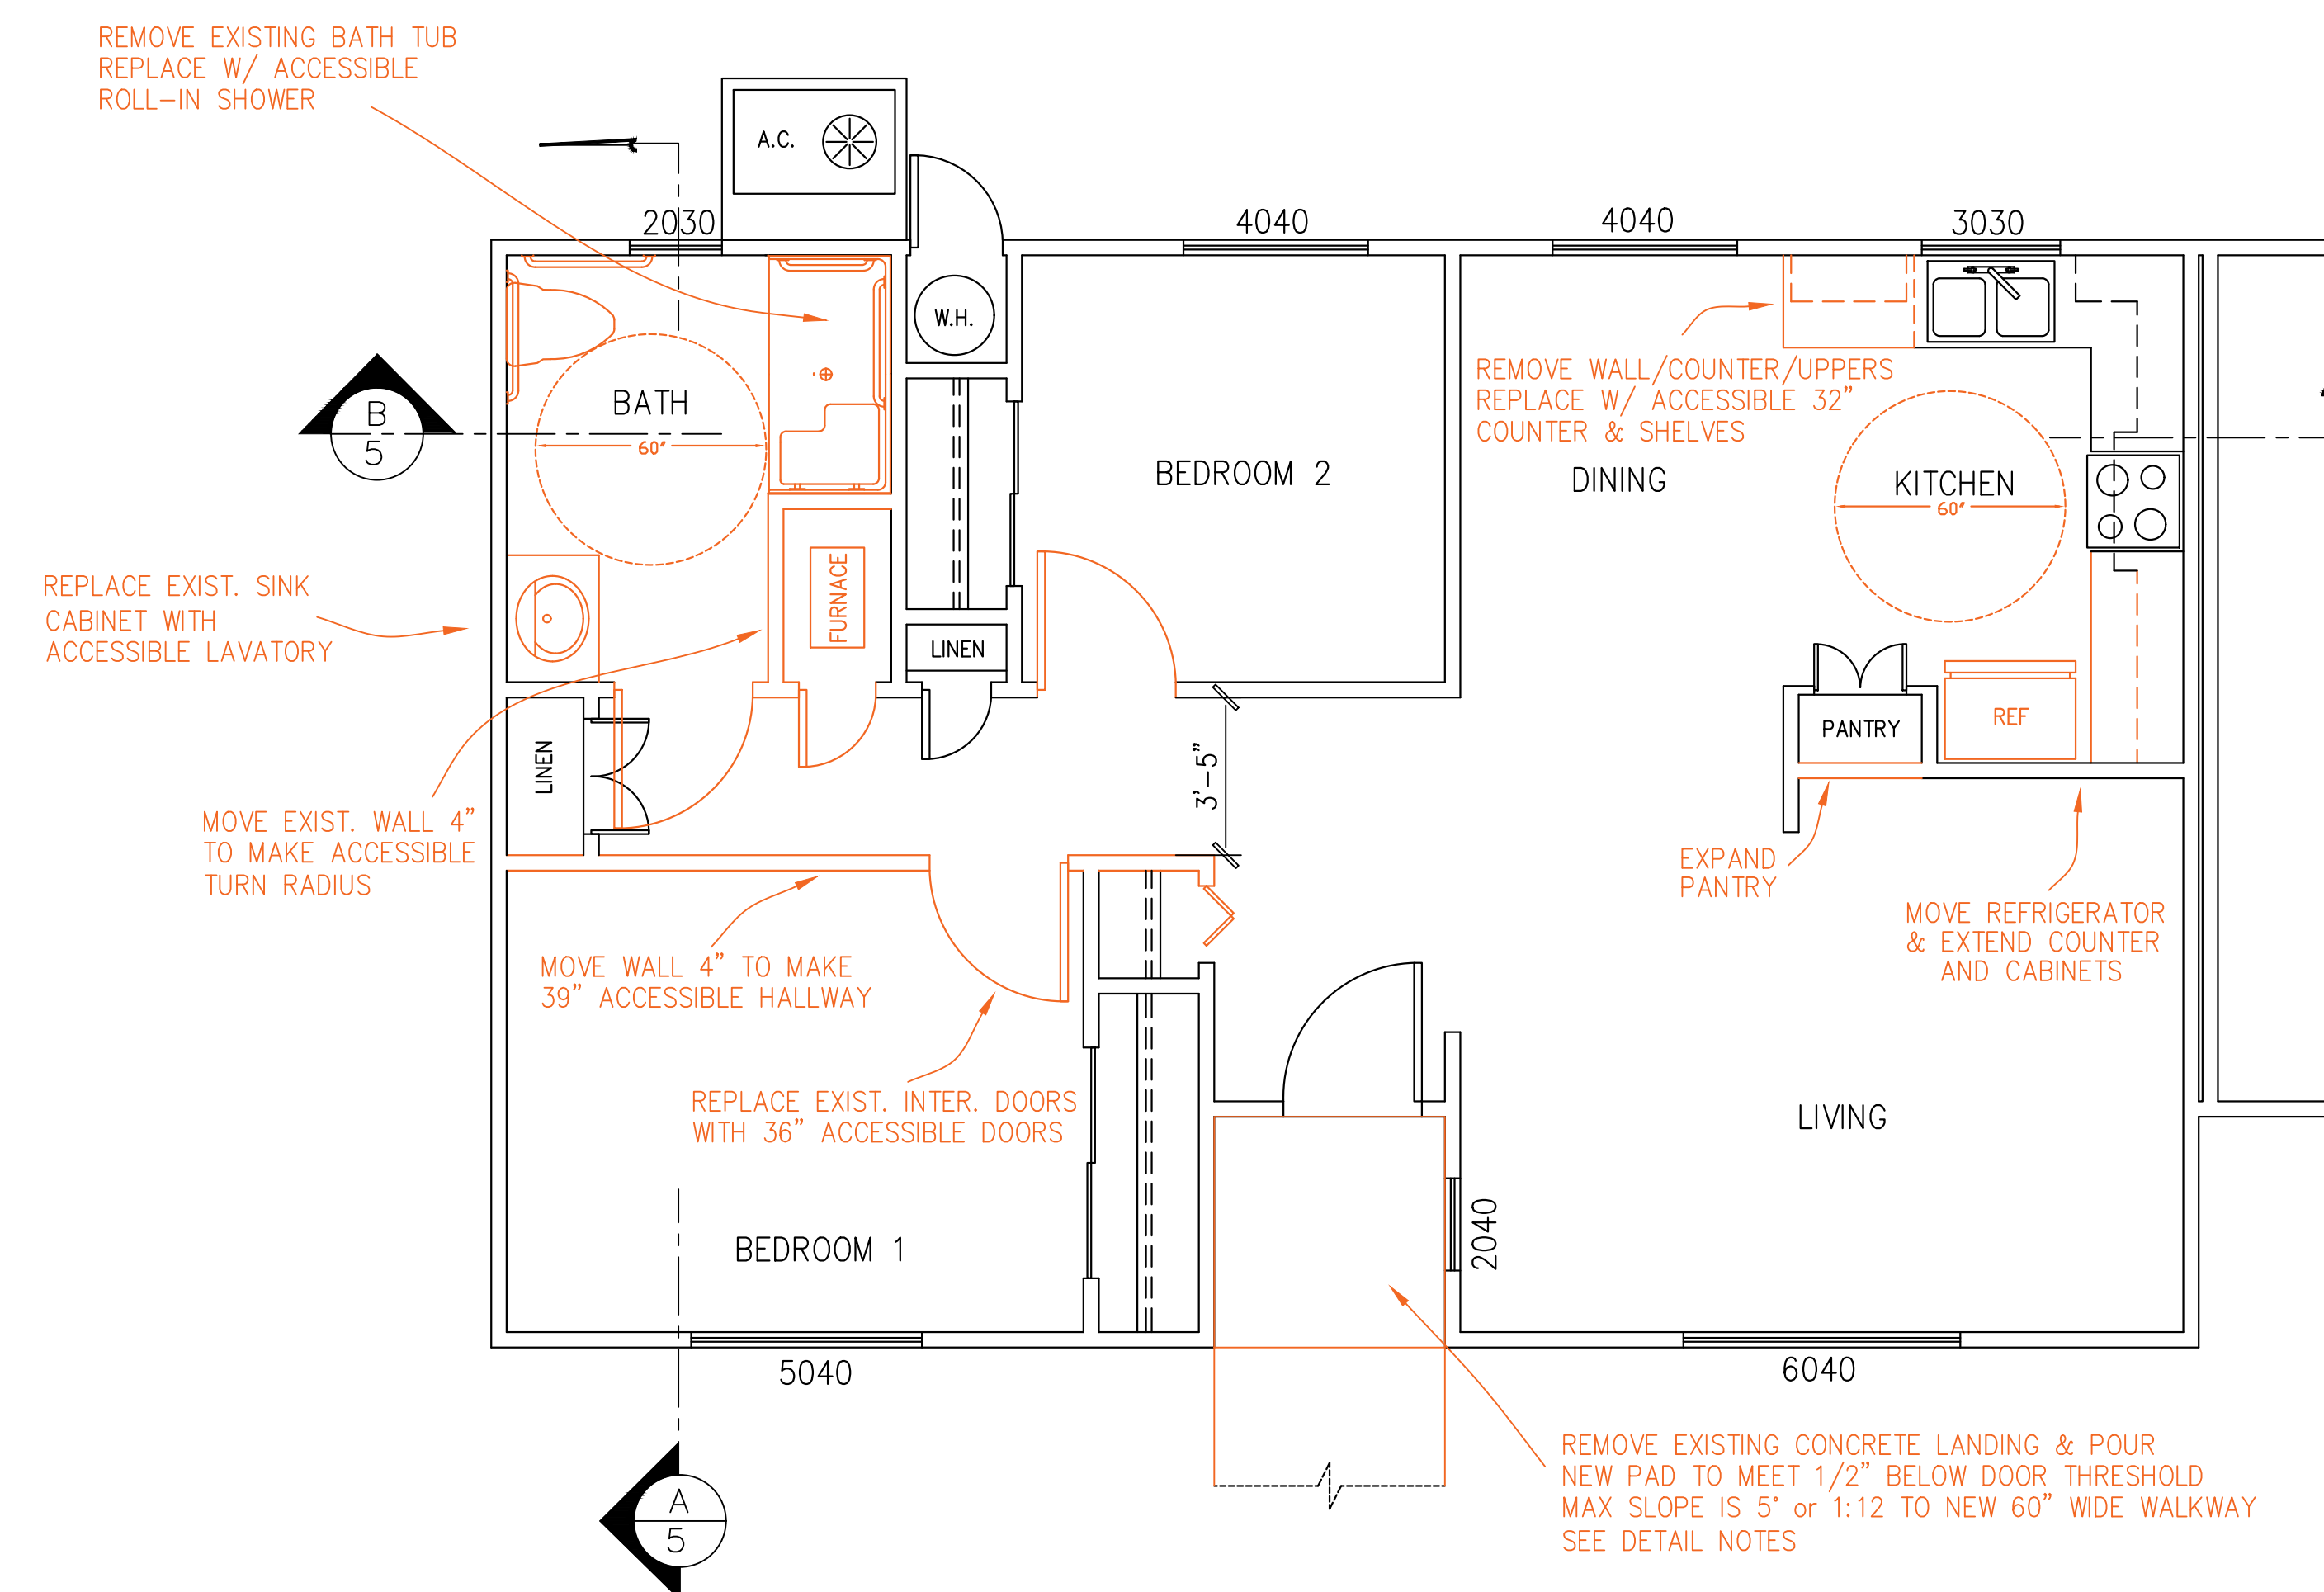 REMOVE EXISTING BATH TUB
REPLACE W/ ACCESSIBLE
ROLL-IN SHOWER
A.C.
2030
4040
4040
3030
W.H.
BATH
60"
B
5
BEDROOM 2
REMOVE WALL/COUNTER/UPPERS
REPLACE W/ ACCESSIBLE 32"
COUNTER & SHELVES
DINING
KITCHEN
60"
REPLACE EXIST. SINK
CABINET WITH
ACCESSIBLE LAVATORY
FURNACE
LINEN
LINEN
3'-5"
PANTRY
REF
MOVE EXIST. WALL 4"
TO MAKE ACCESSIBLE
TURN RADIUS
EXPAND
PANTRY
MOVE REFRIGERATOR
& EXTEND COUNTER
AND CABINETS
MOVE WALL 4" TO MAKE
39" ACCESSIBLE HALLWAY
REPLACE EXIST. INTER. DOORS
WITH 36" ACCESSIBLE DOORS
LIVING
BEDROOM 1
2040
5040
6040
REMOVE EXISTING CONCRETE LANDING & POUR
NEW PAD TO MEET 1/2" BELOW DOOR THRESHOLD
MAX SLOPE IS 5° or 1:12 TO NEW 60" WIDE WALKWAY
SEE DETAIL NOTES
A
5